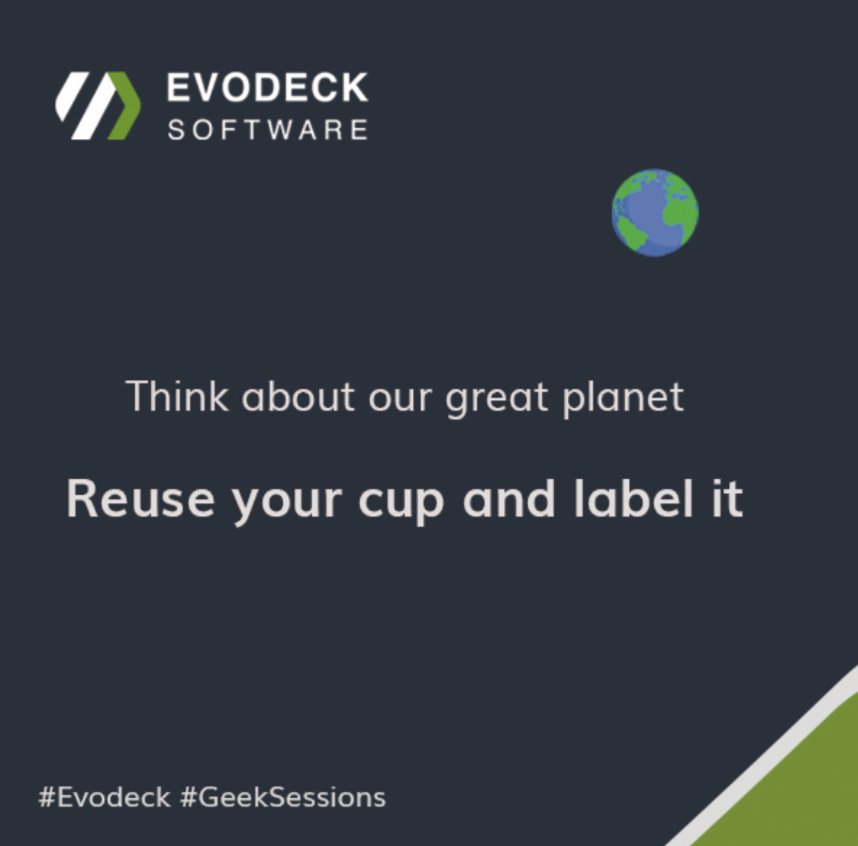 EVODECK
SOFTWARE
Think about our great planet
Reuse your cup and label it
#Evodeck #GeekSessions